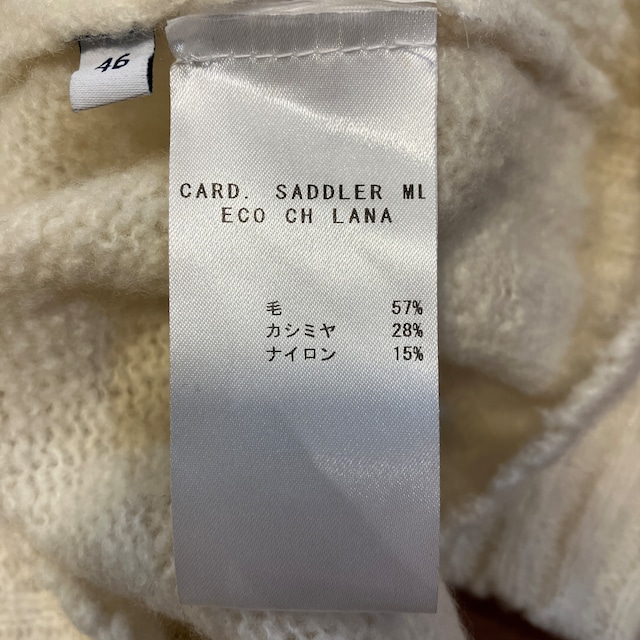 46
CARD. SADDLER ML
ECO CH LANA
毛 57%
カシミヤ 28%
ナイロン 15%